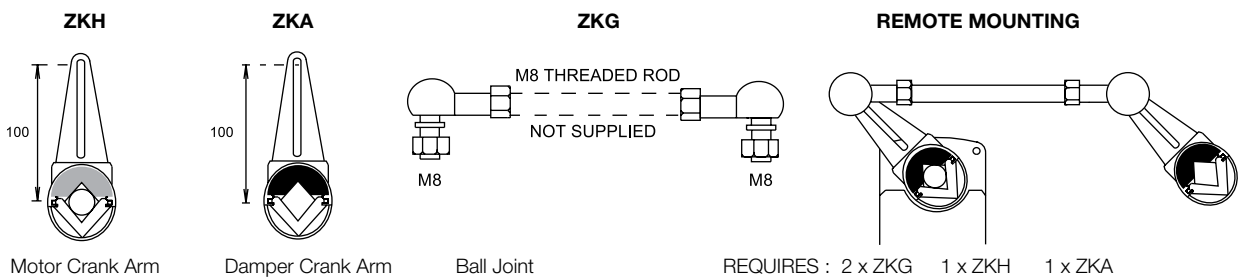 ZKH ZKA ZKG REMOTE MOUNTING
100
100
M8 THREADED ROD
NOT SUPPLIED
M8 M8
Motor Crank Arm Damper Crank Arm Ball Joint REQUIRES : 2 x ZKG 1 x ZKH 1 x ZKA